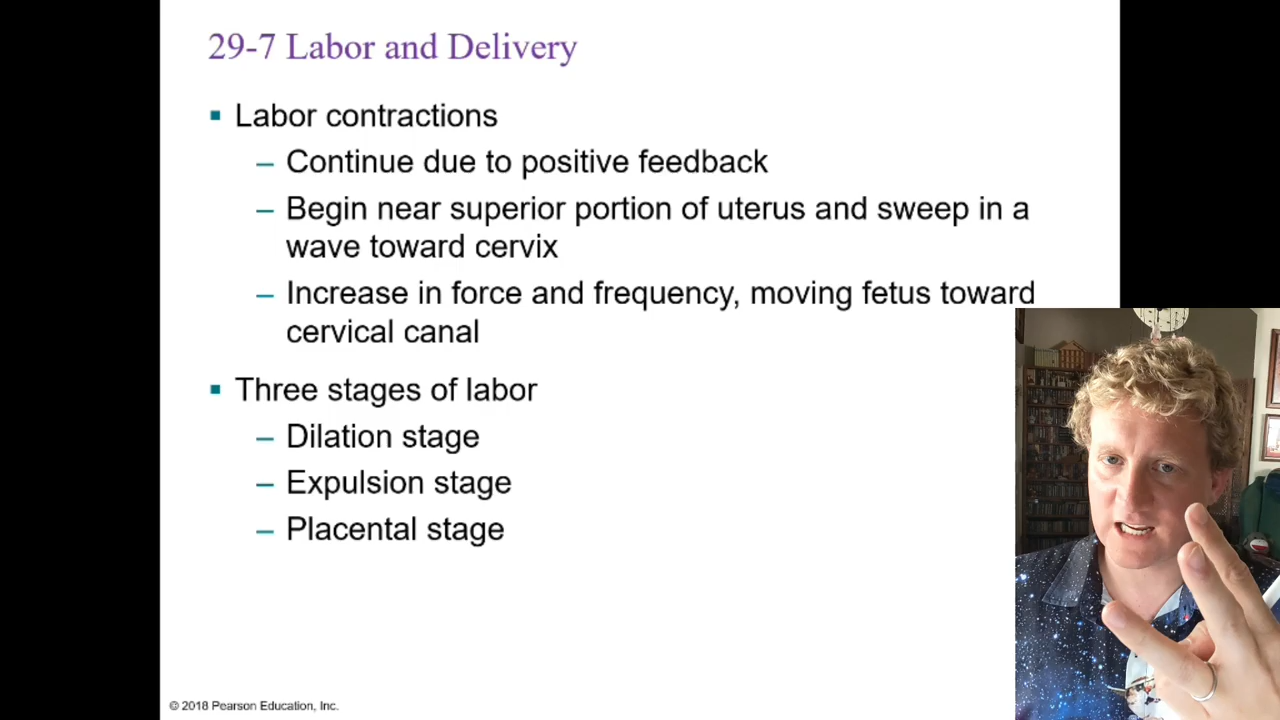 29-7 Labor and Delivery
▪ Labor contractions
– Continue due to positive feedback
– Begin near superior portion of uterus and sweep in a
wave toward cervix
– Increase in force and frequency, moving fetus toward
cervical canal
▪ Three stages of labor
– Dilation stage
– Expulsion stage
– Placental stage
© 2018 Pearson Education, Inc.